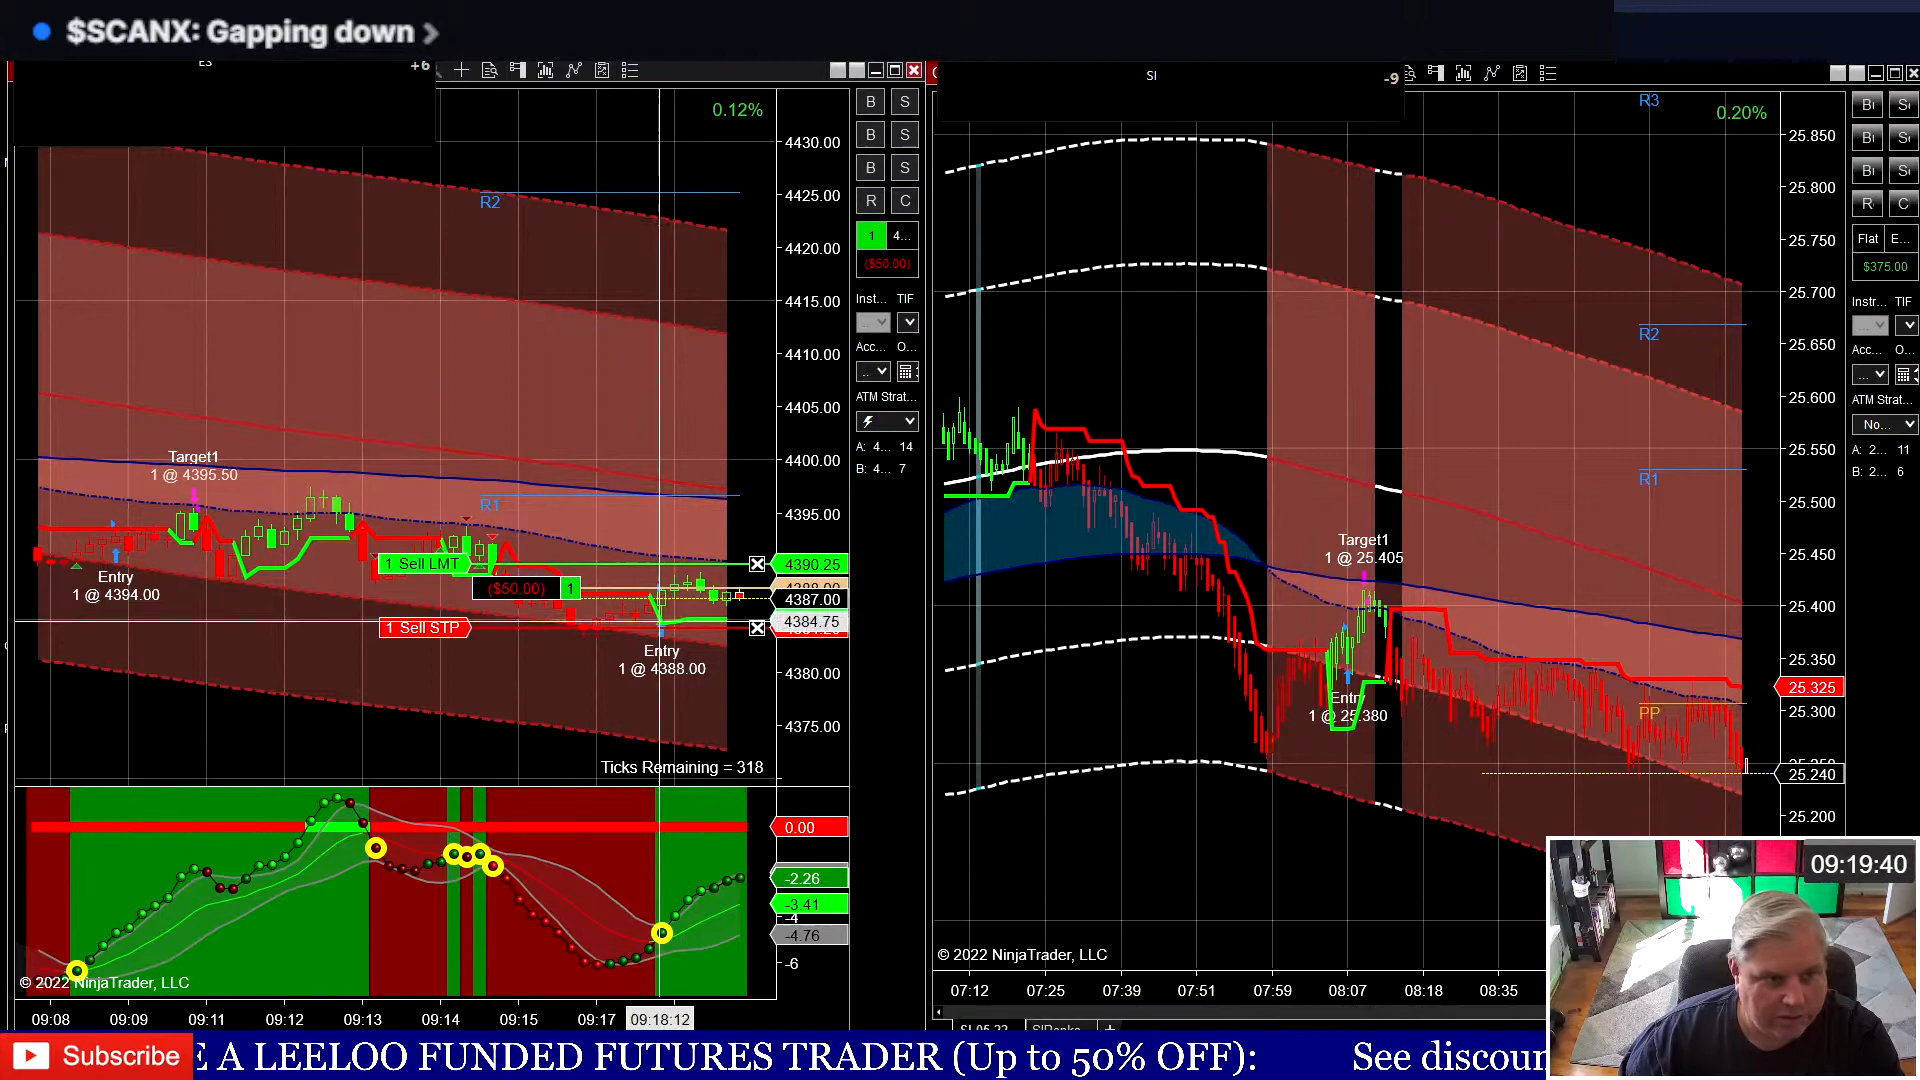 $SCANX: Gapping down
ES
+6
0.12%
4430.00
4425.00
4420.00
4415.00
4410.00
4405.00
4400.00
4395.00
4390.25
4387.00
4384.75
4380.00
4375.00
R2
R1
Target1
1 @ 4395.50
Entry
1 @ 4394.00
1 Sell LMT
($50.00) 1
1 Sell STP
Entry
1 @ 4388.00
Ticks Remaining = 318
B S
B S
B S
R C
1 4...
($50.00)
Inst... TIF
Acc... O...
ATM Strat...
A: 4... 14
B: 4... 7
0.00
-2.26
-3.41
-4
-4.76
-6
© 2022 NinjaTrader, LLC
09:08 09:09 09:11 09:12 09:13 09:14 09:15 09:17 09:18:12
SI
-9
0.20%
R3
R2
R1
PP
25.850
25.800
25.750
25.700
25.650
25.600
25.550
25.500
25.450
25.400
25.350
25.325
25.300
25.240
25.200
Target1
1 @ 25.405
Entry
1 @ 25.380
Flat E...
$375.00
Instr... TIF
Acc... O...
ATM Strat...
No...
A: 2... 11
B: 2... 6
© 2022 NinjaTrader, LLC
07:12 07:25 07:39 07:51 07:59 08:07 08:18 08:35
09:19:40
Subscribe
E A LEELOO FUNDED FUTURES TRADER (Up to 50% OFF): See discoun